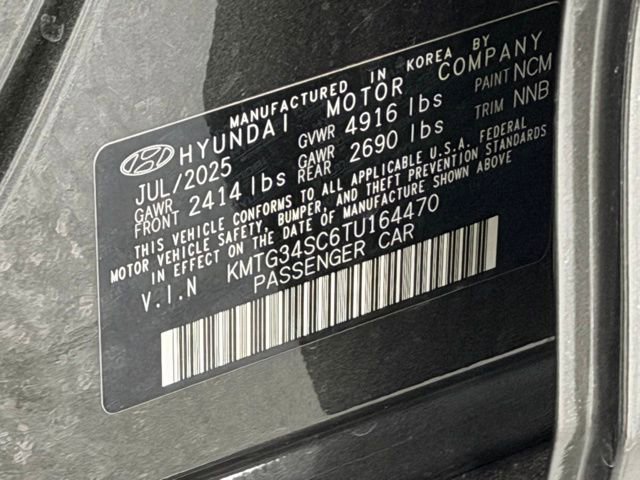 MANUFACTURED IN KOREA BY
HYUNDAI MOTOR COMPANY
JUL/2025 GVWR 4916 lbs PAINT NCM
GAWR FRONT 2414 lbs GAWR REAR 2690 lbs TRIM NNB
THIS VEHICLE CONFORMS TO ALL APPLICABLE U.S.A. FEDERAL
MOTOR VEHICLE SAFETY, BUMPER, AND THEFT PREVENTION STANDARDS
IN EFFECT ON THE DATE OF MANUFACTURE SHOWN ABOVE
V.I.N KMTG34SC6TU164470
PASSENGER CAR